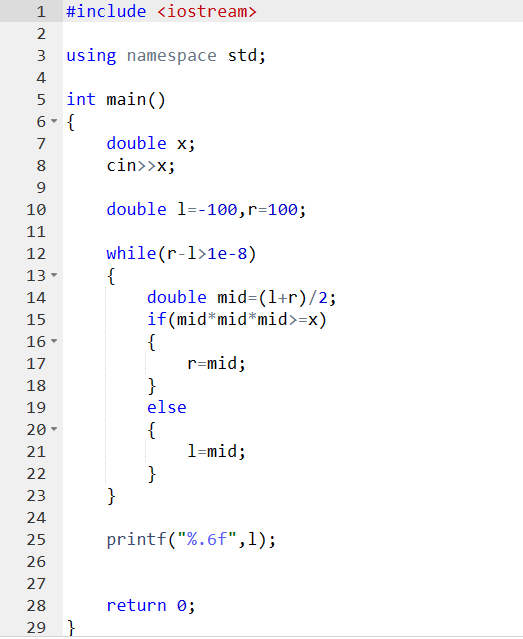 1 #include <iostream>
2
3 using namespace std;
4
5 int main()
6 {
7     double x;
8     cin>>x;
9
10     double l=-100,r=100;
11
12     while(r-l>1e-8)
13     {
14         double mid=(l+r)/2;
15         if(mid*mid*mid>=x)
16         {
17             r=mid;
18         }
19         else
20         {
21             l=mid;
22         }
23     }
24
25     printf("%.6f",l);
26
27
28     return 0;
29 }